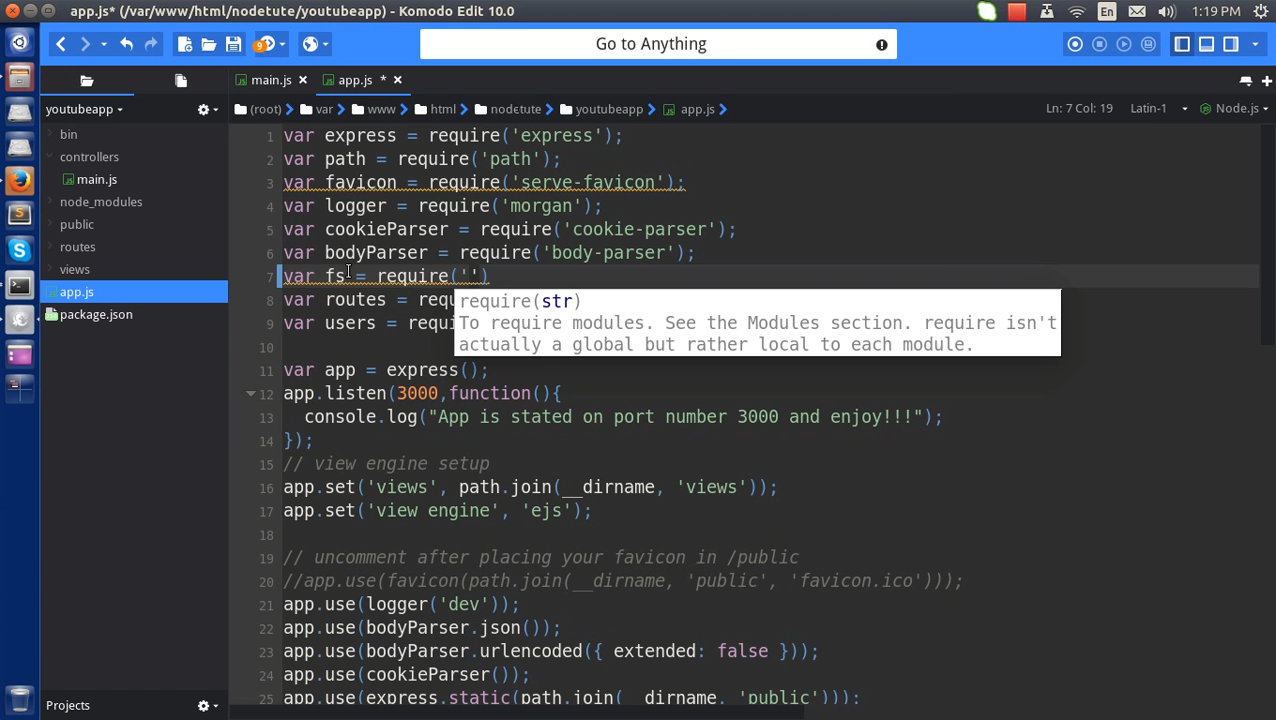 app.js* (/var/www/html/nodetute/youtubeapp) - Komodo Edit 10.0
En
1:19 PM
9
Go to Anything
main.js
app.js *
youtubeapp
(root)
var
www
html
nodetute
youtubeapp
app.js
Ln: 7 Col: 19
Latin-1
Node.js
bin
controllers
main.js
node_modules
public
routes
views
app.js
package.json
1 var express = require('express');
2 var path = require('path');
3 var favicon = require('serve-favicon');
4 var logger = require('morgan');
5 var cookieParser = require('cookie-parser');
6 var bodyParser = require('body-parser');
7 var fs = require('')
8 var routes = requ
9 var users = requi
require(str)
To require modules. See the Modules section. require isn't
actually a global but rather local to each module.
10
11 var app = express();
12 app.listen(3000,function(){
13 console.log("App is stated on port number 3000 and enjoy!!!");
14 });
15 // view engine setup
16 app.set('views', path.join(__dirname, 'views'));
17 app.set('view engine', 'ejs');
18
19 // uncomment after placing your favicon in /public
20 //app.use(favicon(path.join(__dirname, 'public', 'favicon.ico')));
21 app.use(logger('dev'));
22 app.use(bodyParser.json());
23 app.use(bodyParser.urlencoded({ extended: false }));
24 app.use(cookieParser());
25 app.use(express.static(path.join(__dirname, 'public')));
Projects